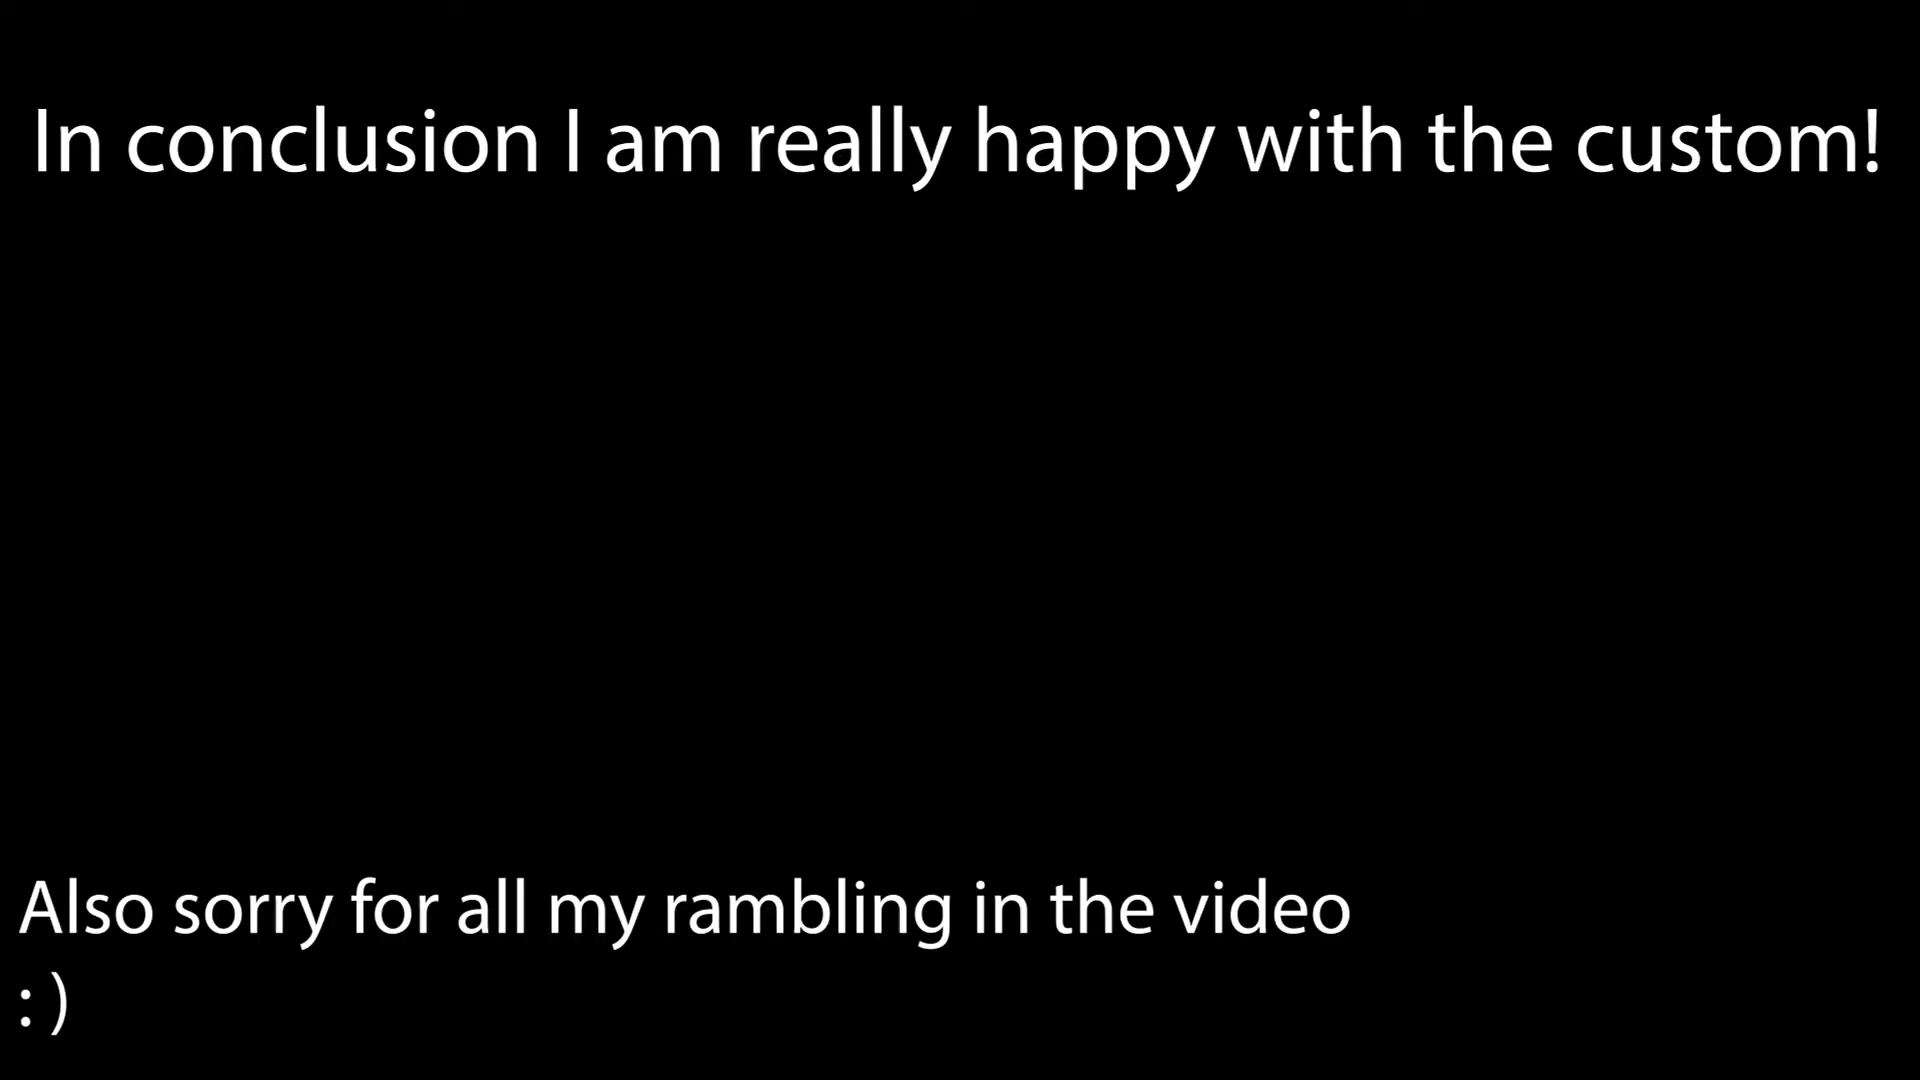 In conclusion I am really happy with the custom!
Also sorry for all my rambling in the video
: )